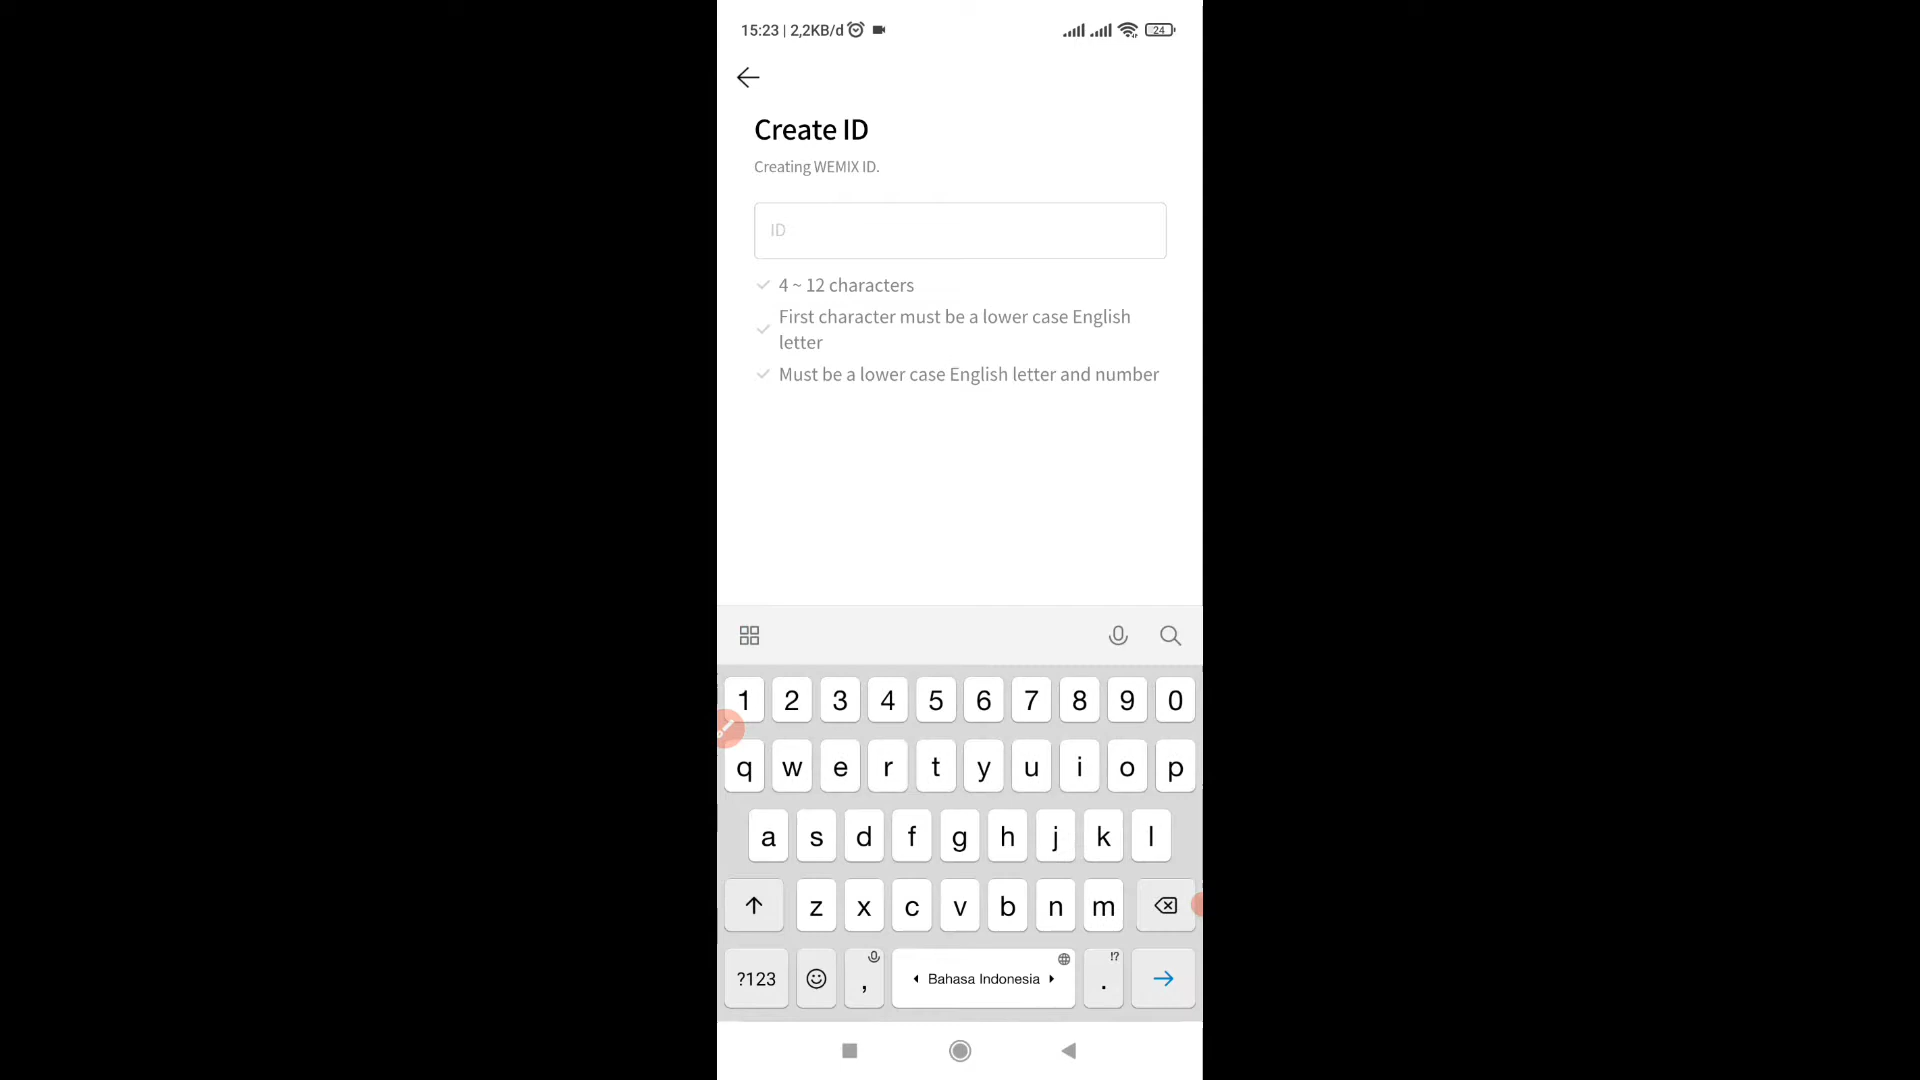 15:23 | 2,2KB/d 24
Create ID
Creating WEMIX ID.
ID
4 ~ 12 characters
First character must be a lower case English
letter
Must be a lower case English letter and number
1 2 3 4 5 6 7 8 9 0
q w e r t y u i o p
a s d f g h j k l
z x c v b n m
?123 , Bahasa Indonesia . !?